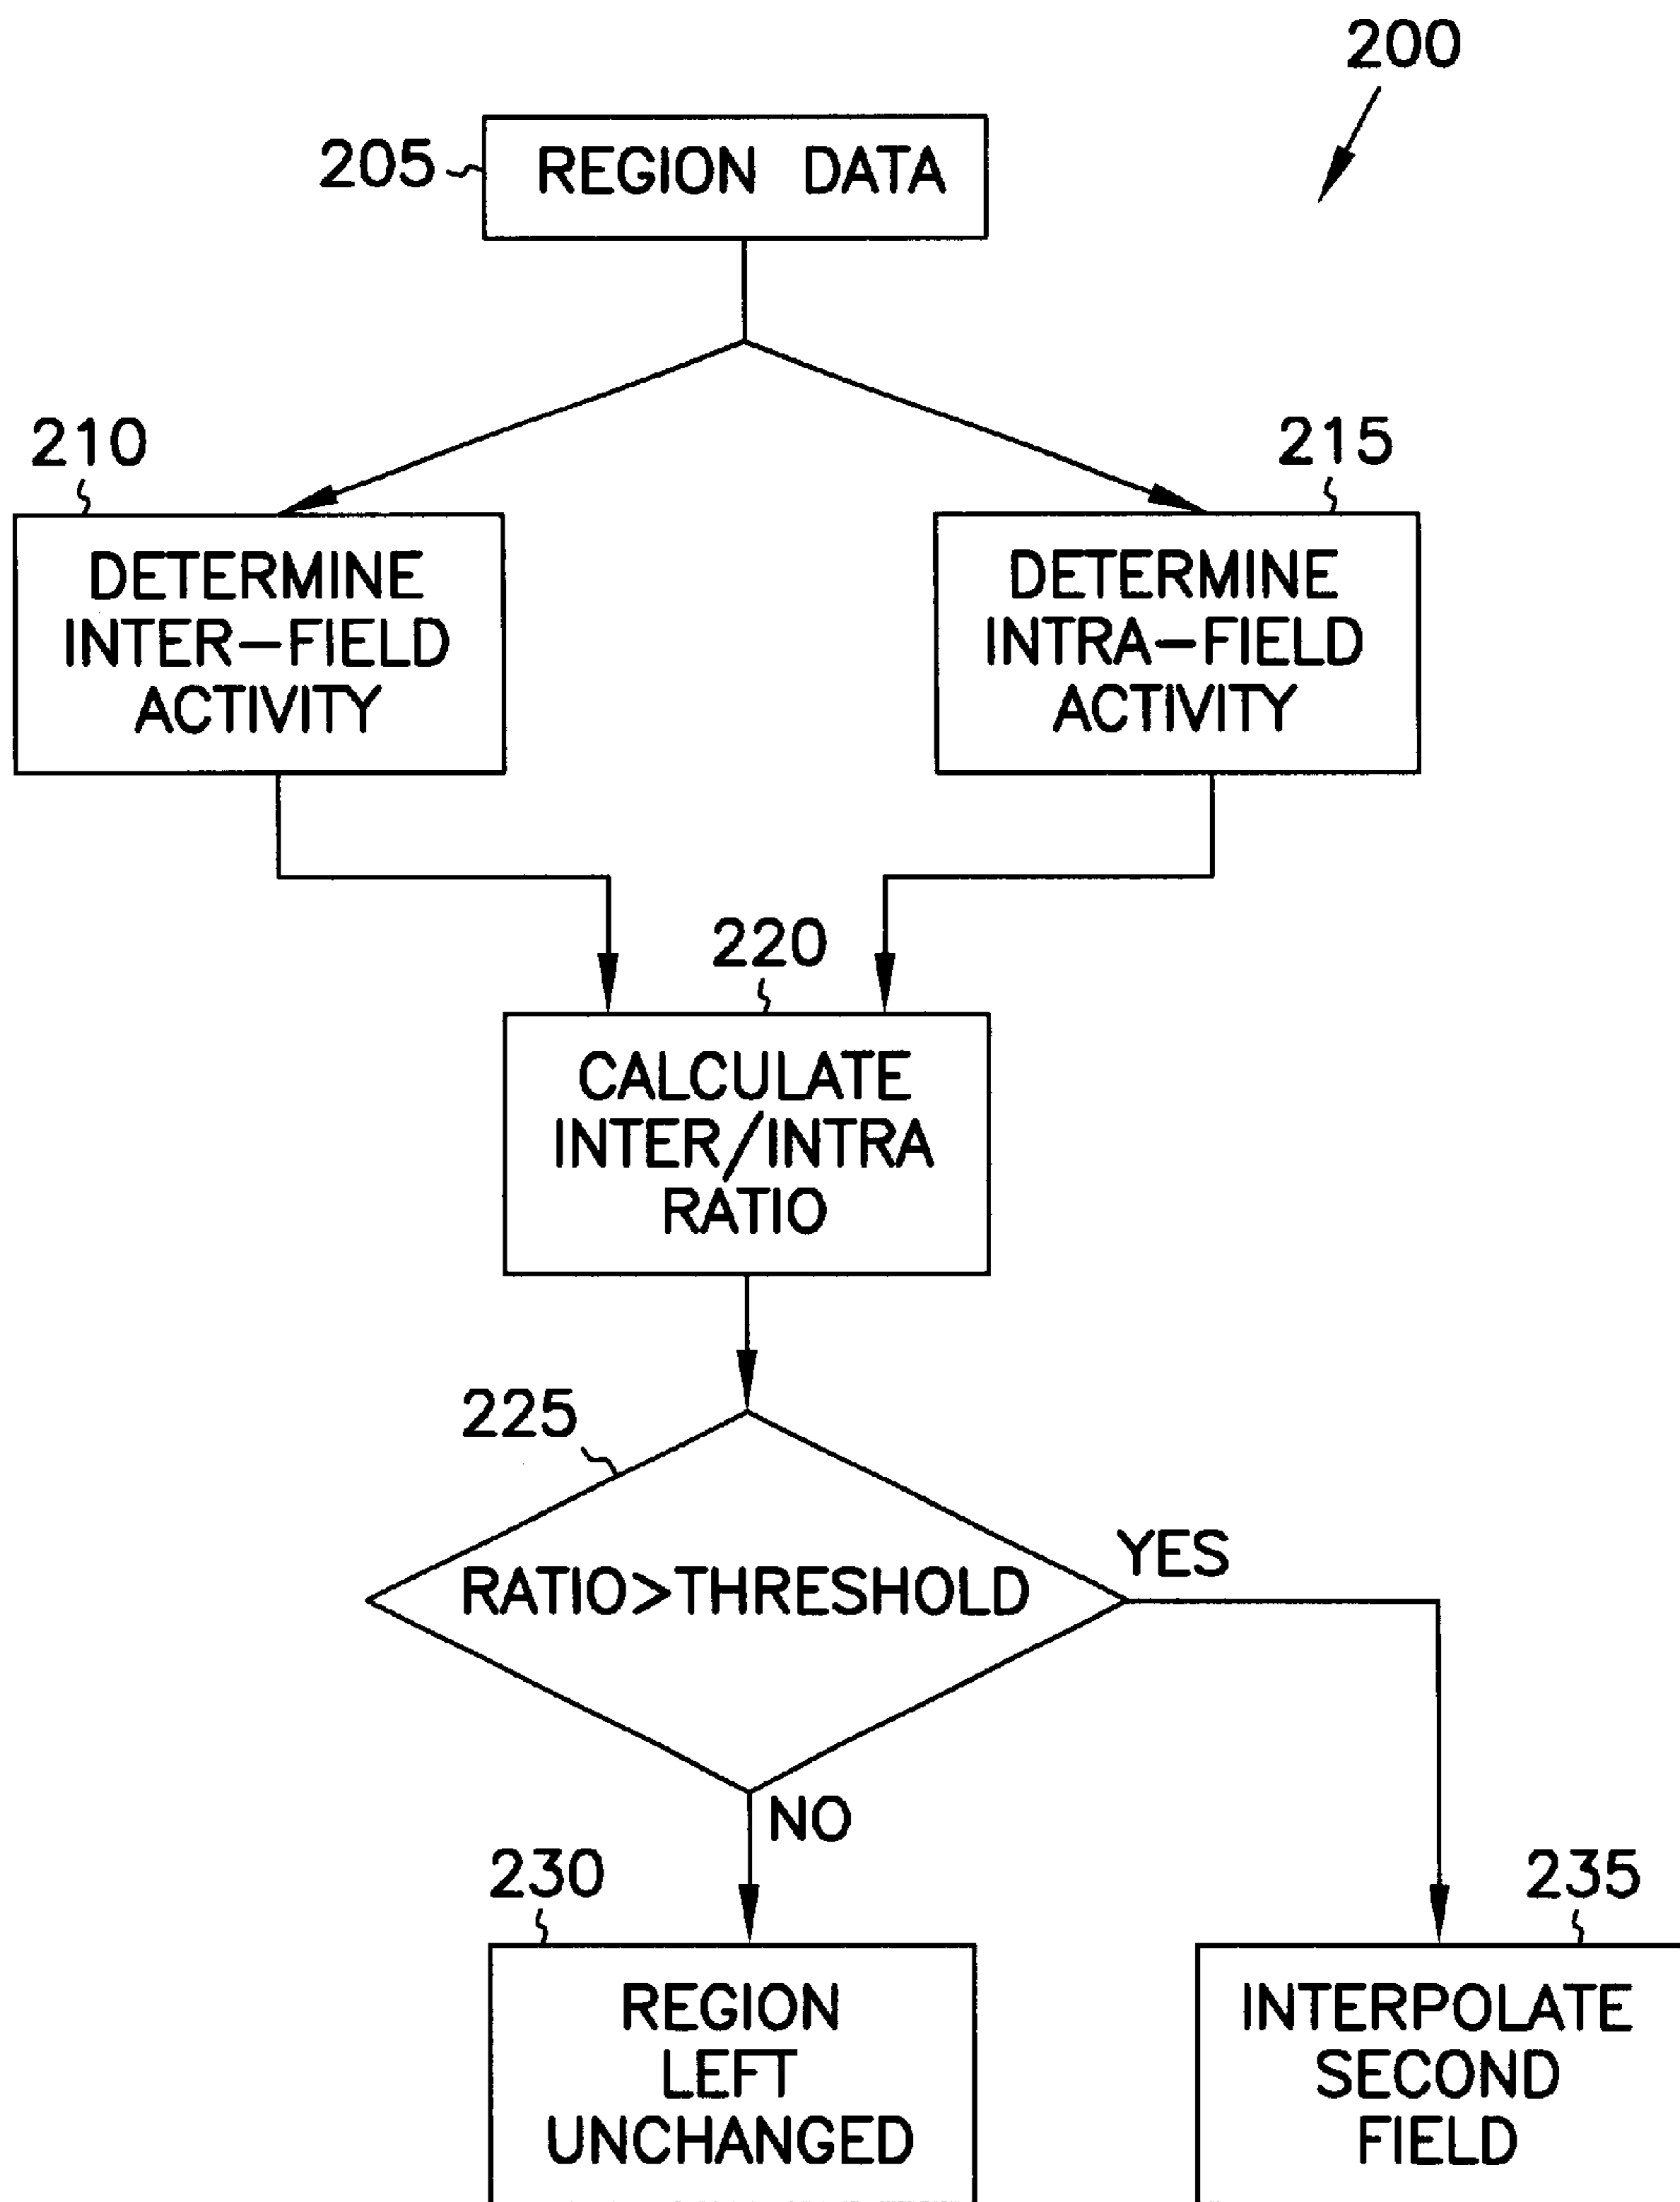 200
205
REGION DATA
210
DETERMINE
INTER-FIELD
ACTIVITY
215
DETERMINE
INTRA-FIELD
ACTIVITY
220
CALCULATE
INTER/INTRA
RATIO
225
RATIO>THRESHOLD
YES
NO
230
REGION
LEFT
UNCHANGED
235
INTERPOLATE
SECOND
FIELD